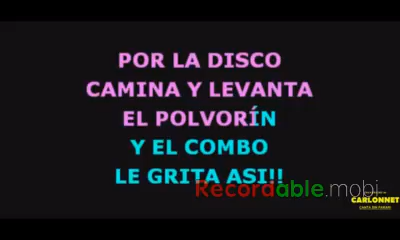 POR LA DISCO
CAMINA Y LEVANTA
EL POLVORÍN
Y EL COMBO
LE GRITA ASI!!
Recordable.mobi
CARLONNET